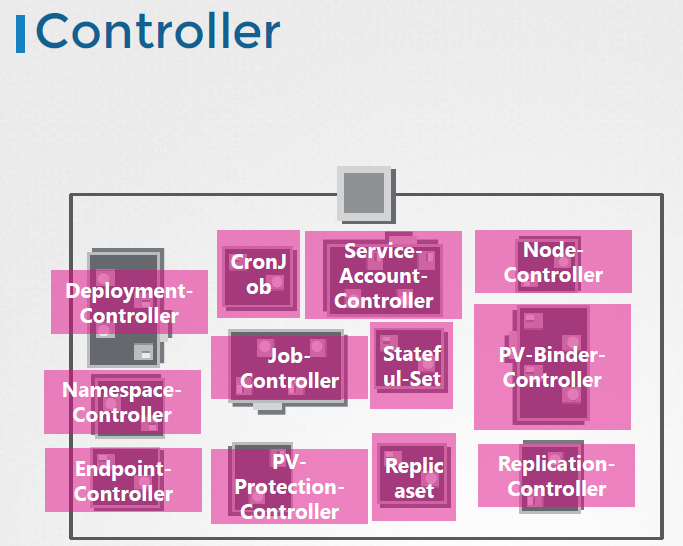 Controller
CronJ
ob
Service-
Account-
Controller
Node-
Controller
Deployment-
Controller
Job-
Controller
Statef
ul-Set
PV-Binder-
Controller
Namespace-
Controller
Endpoint-
Controller
PV-
Protection-
Controller
Replic
aset
Replication-
Controller